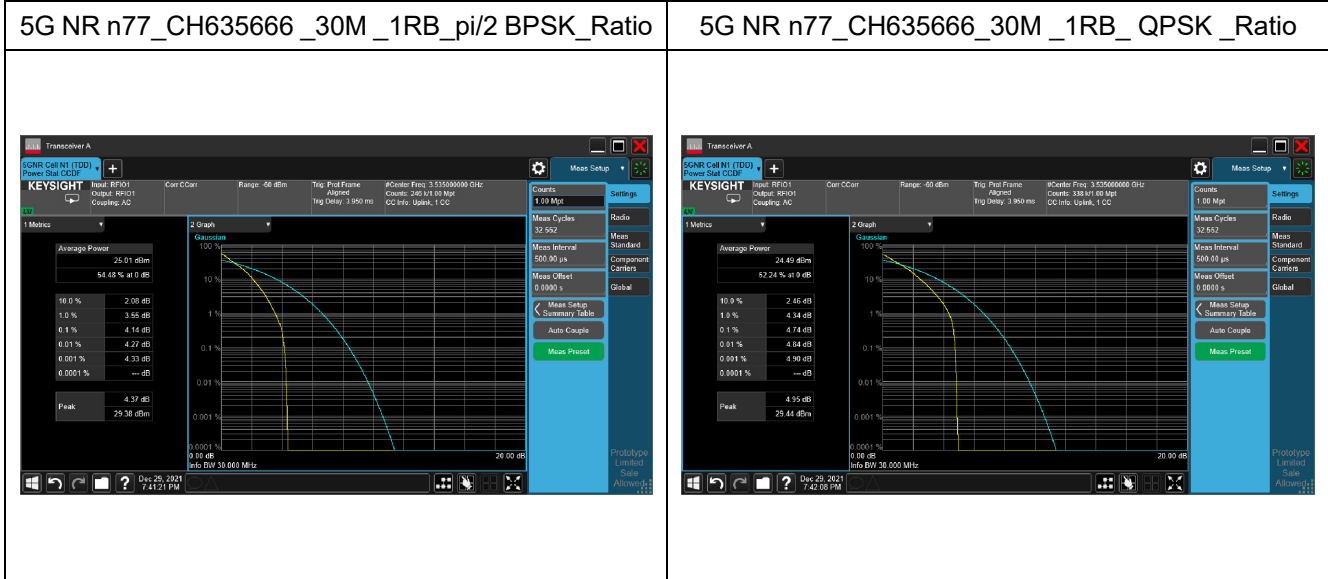 5G NR n77_CH635666 _30M _1RB_pi/2 BPSK_Ratio
Transceiver A
5GNR Cell N1 (TDD)
Power Stat CCDF
Meas Setup
KEYSIGHT
Input: RFIO1
Output: RFIO1
Coupling: AC
Corr CCorr
Range: -60 dBm
Trig: Prot Frame
Aligned
Trig Delay: 3.950 ms
#Center Freq: 3.535000000 GHz
Counts: 246 k/1.00 Mpt
CC Info: Uplink, 1 CC
LV
1 Metrics
Average Power
25.01 dBm
54.48 % at 0 dB
10.0 % 2.08 dB
1.0 % 3.55 dB
0.1 % 4.14 dB
0.01 % 4.27 dB
0.001 % 4.33 dB
0.0001 % --- dB
Peak
4.37 dB
29.38 dBm
2 Graph
Gaussian
100 %
10 %
1 %
0.1 %
0.01 %
0.001 %
0.0001 %
0.00 dB 20.00 dB
Info BW 30.000 MHz
Counts
1.00 Mpt
Meas Cycles
32.552
Meas Interval
500.00 µs
Meas Offset
0.0000 s
Meas Setup
Summary Table
Auto Couple
Meas Preset
Settings
Radio
Meas
Standard
Component
Carriers
Global
Prototype
Limited
Sale
Allowed
Dec 29, 2021
7:41:21 PM
5G NR n77_CH635666_30M _1RB_ QPSK _Ratio
Transceiver A
5GNR Cell N1 (TDD)
Power Stat CCDF
Meas Setup
KEYSIGHT
Input: RFIO1
Output: RFIO1
Coupling: AC
Corr CCorr
Range: -60 dBm
Trig: Prot Frame
Aligned
Trig Delay: 3.950 ms
#Center Freq: 3.535000000 GHz
Counts: 338 k/1.00 Mpt
CC Info: Uplink, 1 CC
LV
1 Metrics
Average Power
24.49 dBm
52.24 % at 0 dB
10.0 % 2.46 dB
1.0 % 4.34 dB
0.1 % 4.74 dB
0.01 % 4.84 dB
0.001 % 4.90 dB
0.0001 % --- dB
Peak
4.95 dB
29.44 dBm
2 Graph
Gaussian
100 %
10 %
1 %
0.1 %
0.01 %
0.001 %
0.0001 %
0.00 dB 20.00 dB
Info BW 30.000 MHz
Counts
1.00 Mpt
Meas Cycles
32.552
Meas Interval
500.00 µs
Meas Offset
0.0000 s
Meas Setup
Summary Table
Auto Couple
Meas Preset
Settings
Radio
Meas
Standard
Component
Carriers
Global
Prototype
Limited
Sale
Allowed
Dec 29, 2021
7:42:08 PM